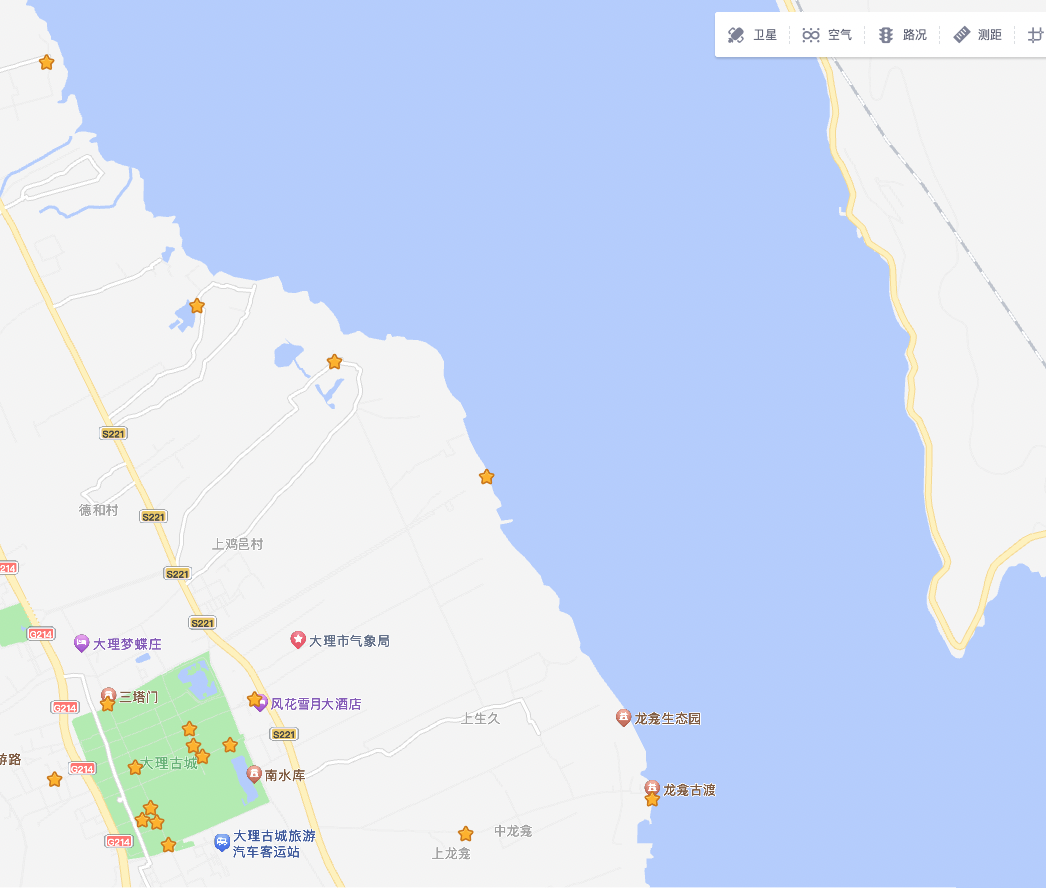 卫星
空气
路况
测距
S221
德和村
S221
上鸡邑村
214
S221
S221
G214
大理梦蝶庄
大理市气象局
三塔门
G214
风花雪月大酒店
上生久
龙龛生态园
S221
游路
大理古城
G214
南水库
龙龛古渡
中龙龛
G214
大理古城旅游
汽车客运站
上龙龛